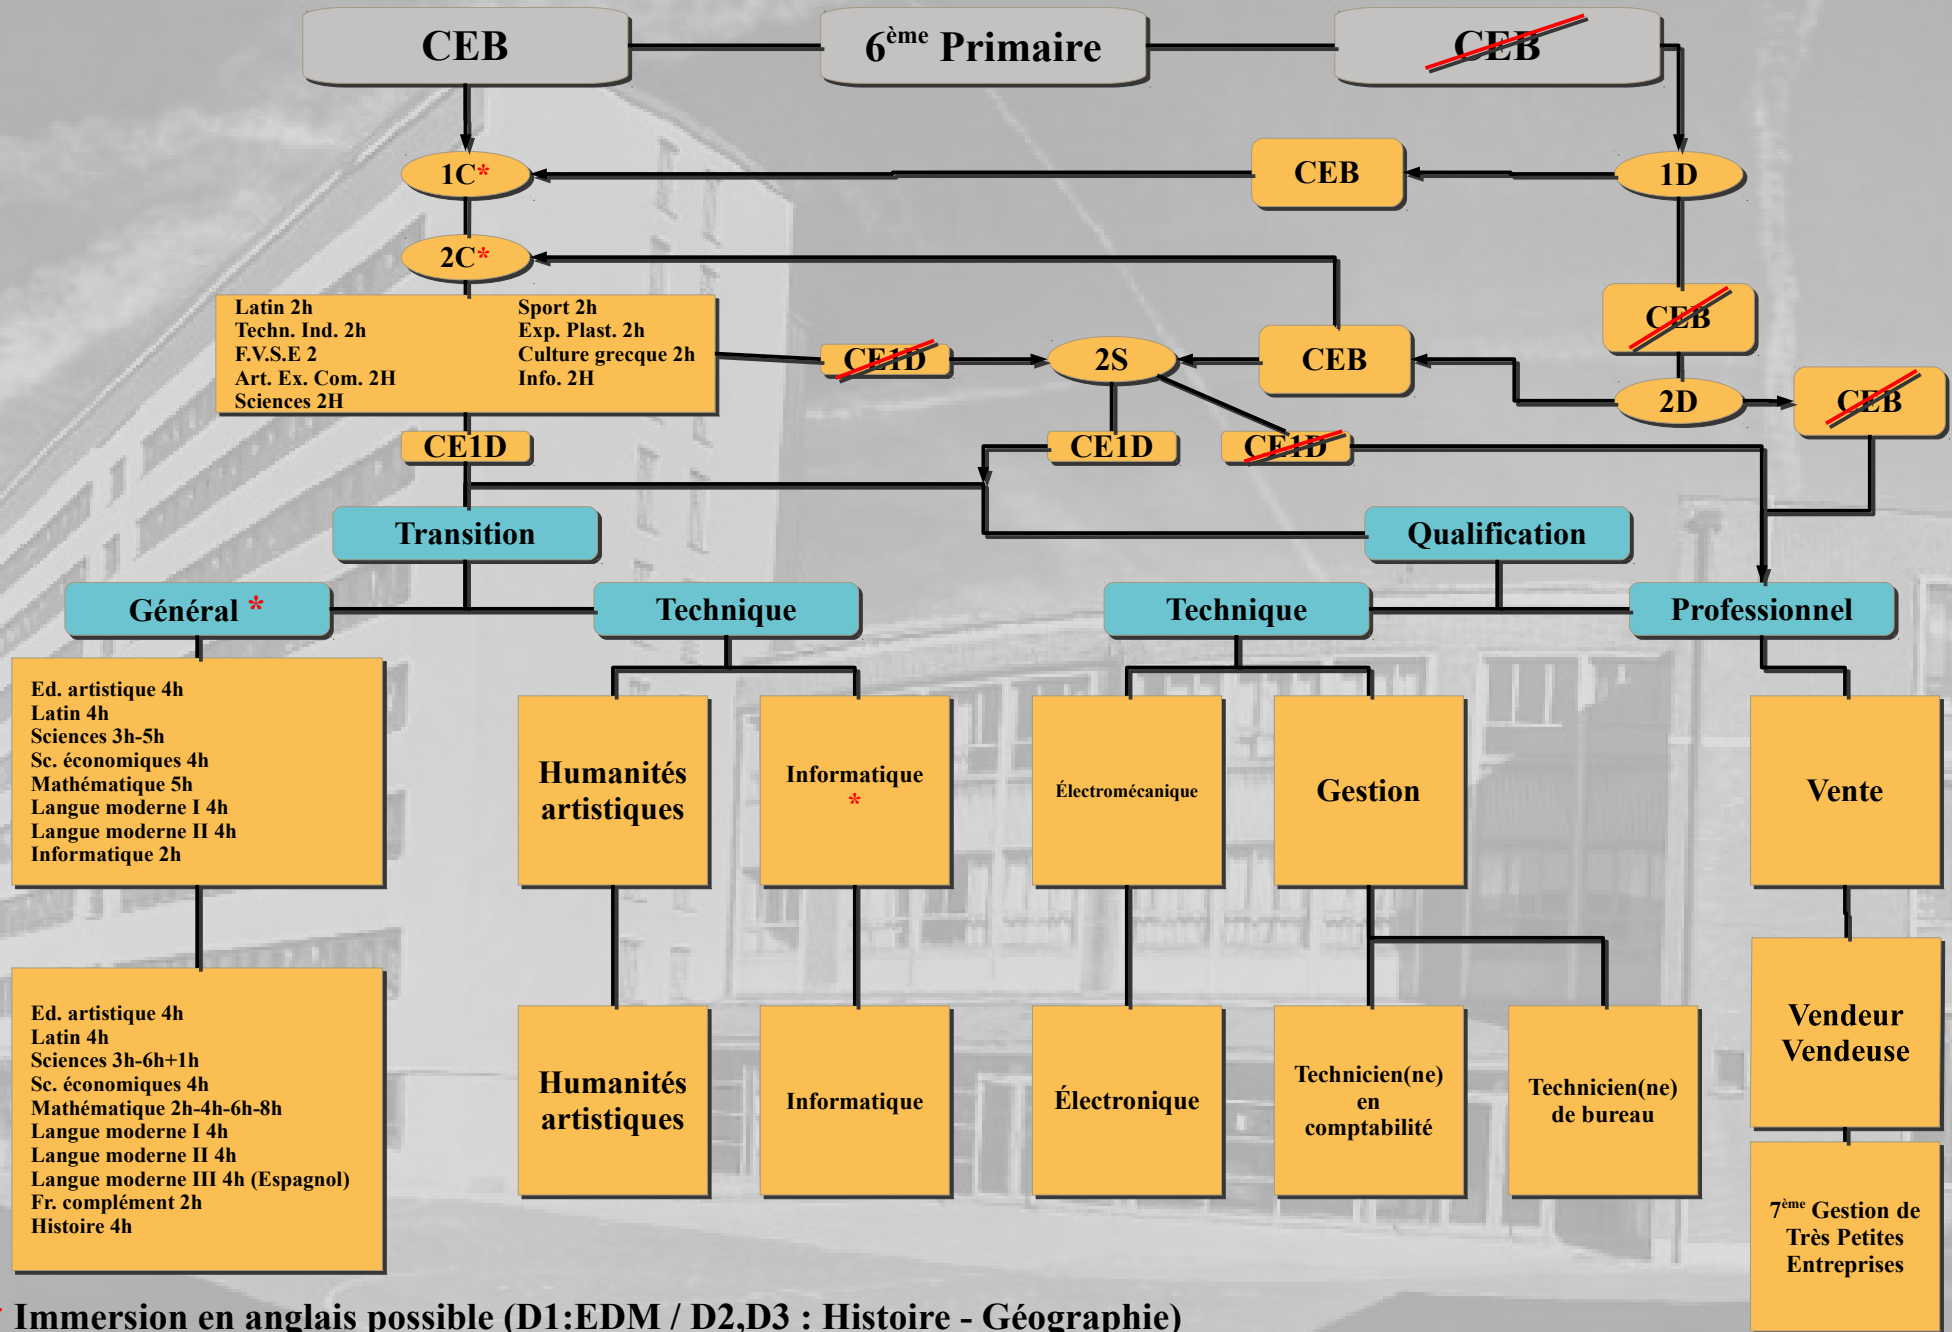 CEB
6ème Primaire
CEB
1C*
CEB
1D
2C*
Latin 2h
Techn. Ind. 2h
F.V.S.E 2
Art. Ex. Com. 2H
Sciences 2H
Sport 2h
Exp. Plast. 2h
Culture grecque 2h
Info. 2H
CE1D
2S
CEB
CEB
2D
CEB
CE1D
CE1D
CE1D
Transition
Qualification
Général *
Technique
Technique
Professionnel
Ed. artistique 4h
Latin 4h
Sciences 3h-5h
Sc. économiques 4h
Mathématique 5h
Langue moderne I 4h
Langue moderne II 4h
Informatique 2h
Humanités
artistiques
Informatique
*
Électromécanique
Gestion
Vente
Ed. artistique 4h
Latin 4h
Sciences 3h-6h+1h
Sc. économiques 4h
Mathématique 2h-4h-6h-8h
Langue moderne I 4h
Langue moderne II 4h
Langue moderne III 4h (Espagnol)
Fr. complément 2h
Histoire 4h
Humanités
artistiques
Informatique
Électronique
Technicien(ne)
en
comptabilité
Technicien(ne)
de bureau
Vendeur
Vendeuse
7ème Gestion de
Très Petites
Entreprises
* Immersion en anglais possible (D1:EDM / D2,D3 : Histoire - Géographie)